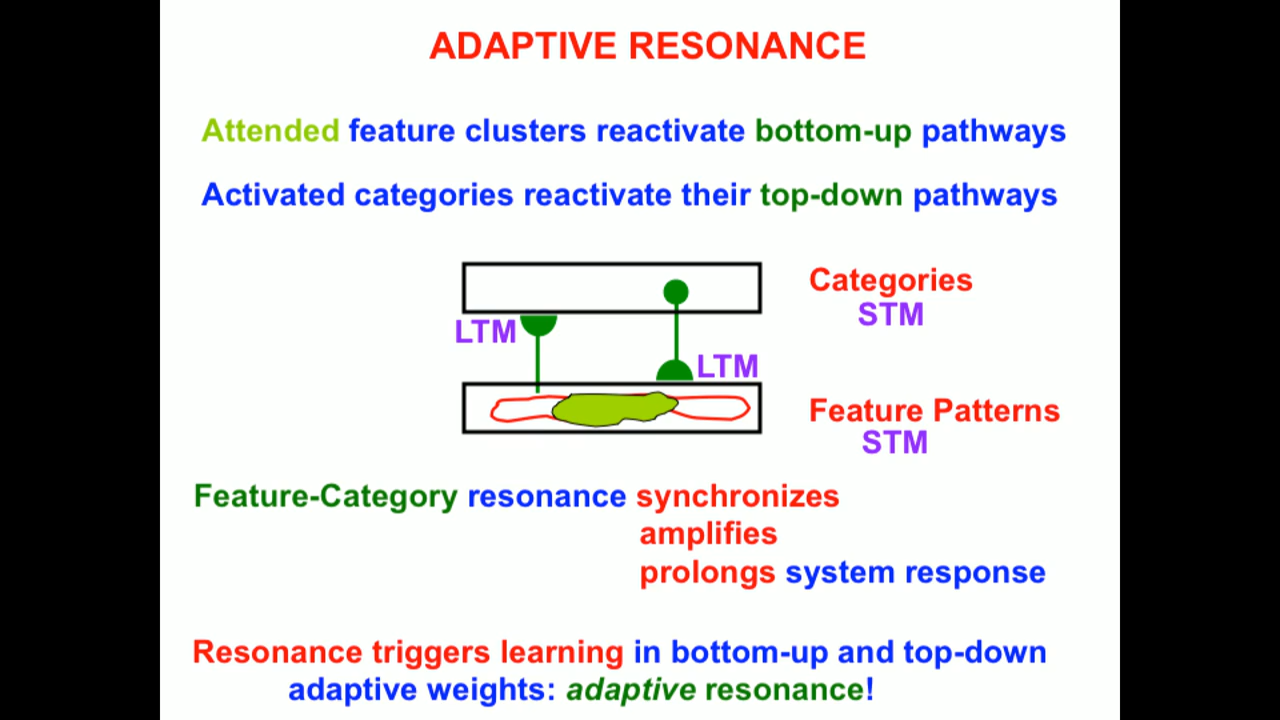 ADAPTIVE RESONANCE
Attended feature clusters reactivate bottom-up pathways
Activated categories reactivate their top-down pathways
Categories
STM
LTM
LTM
Feature Patterns
STM
Feature-Category resonance synchronizes
amplifies
prolongs system response
Resonance triggers learning in bottom-up and top-down
adaptive weights: adaptive resonance!